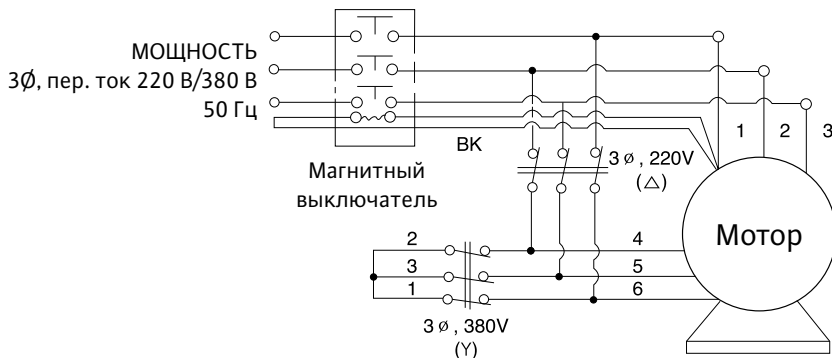 МОЩНОСТЬ
3Ø, пер. ток 220 В/380 В
50 Гц
ВК
Магнитный
выключатель
3 ø , 220V
(△)
1 2 3
Мотор
2
3
1
4
5
6
3 ø , 380V
(Y)